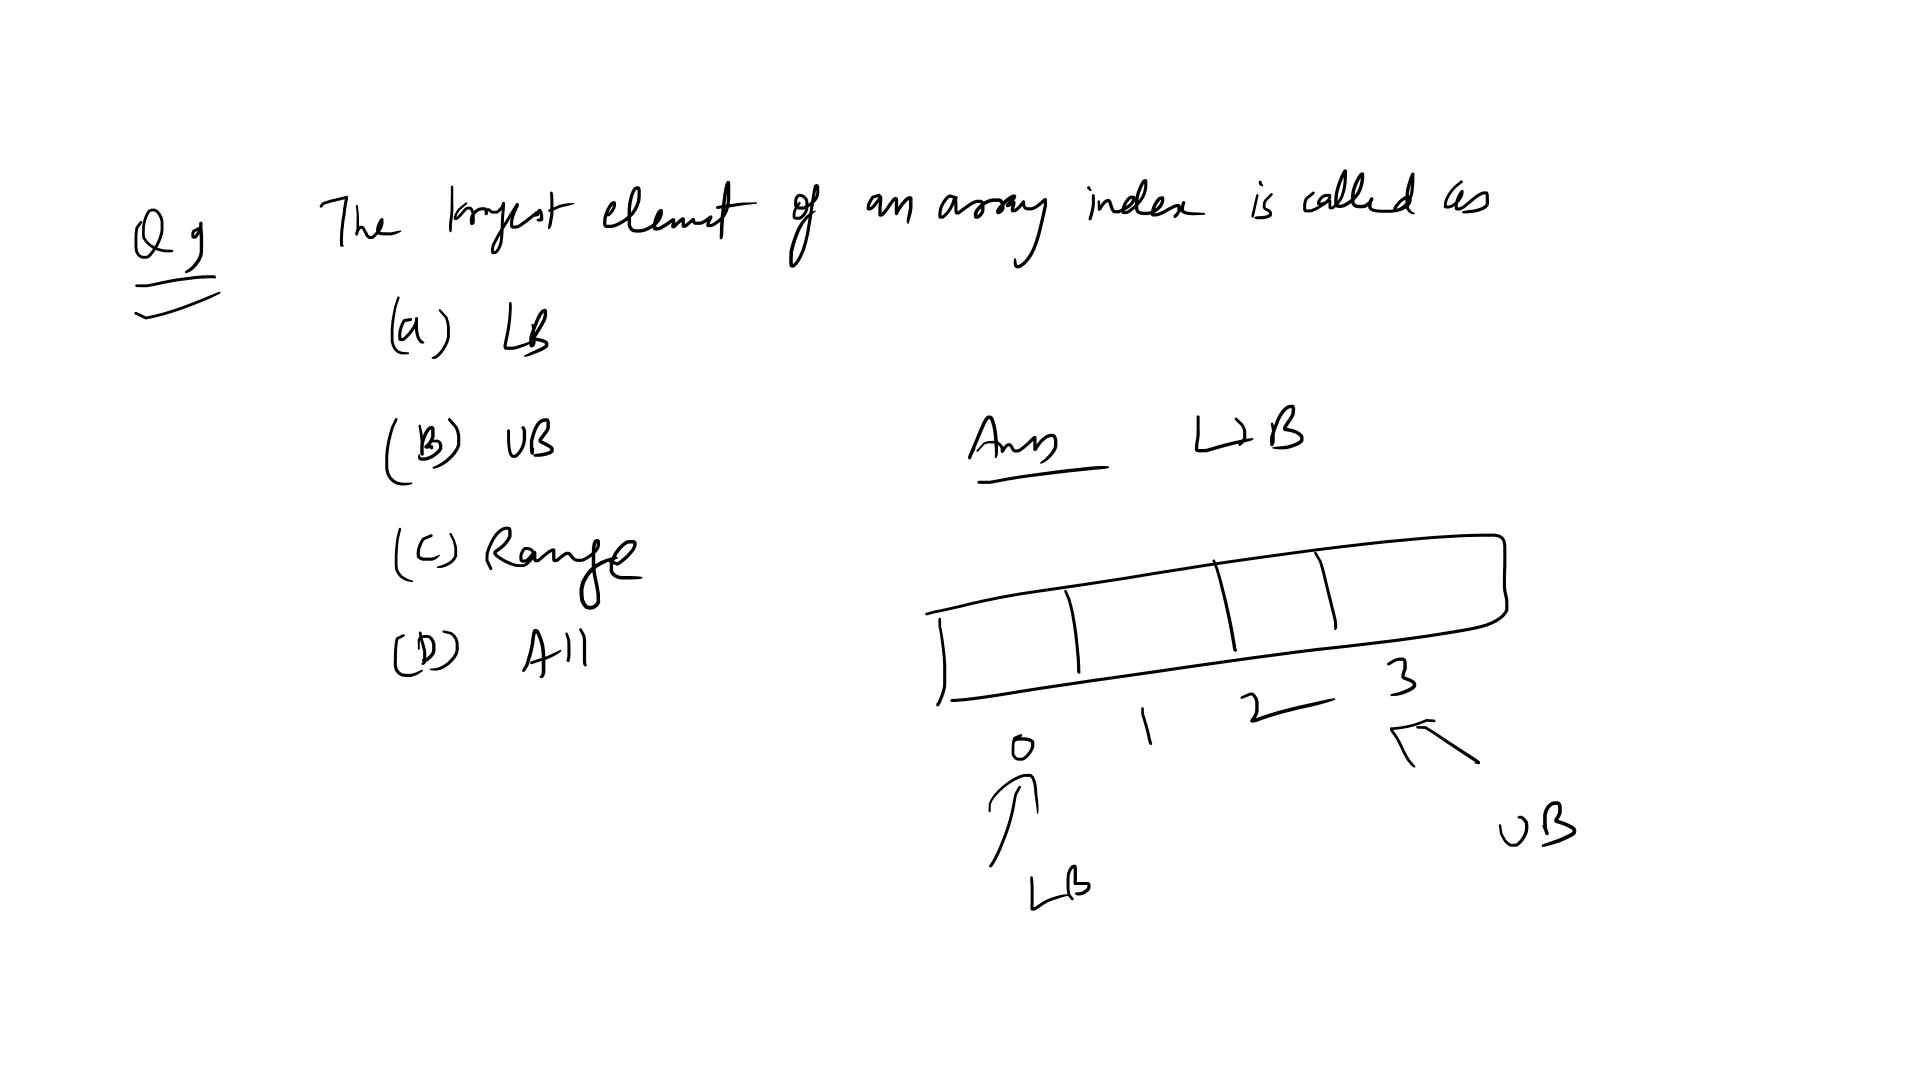 Q9 The largest element of an array index is called as
(a) LB
(B) UB
(C) Range
(D) All
Ans
0 1 2 3
LB
UB